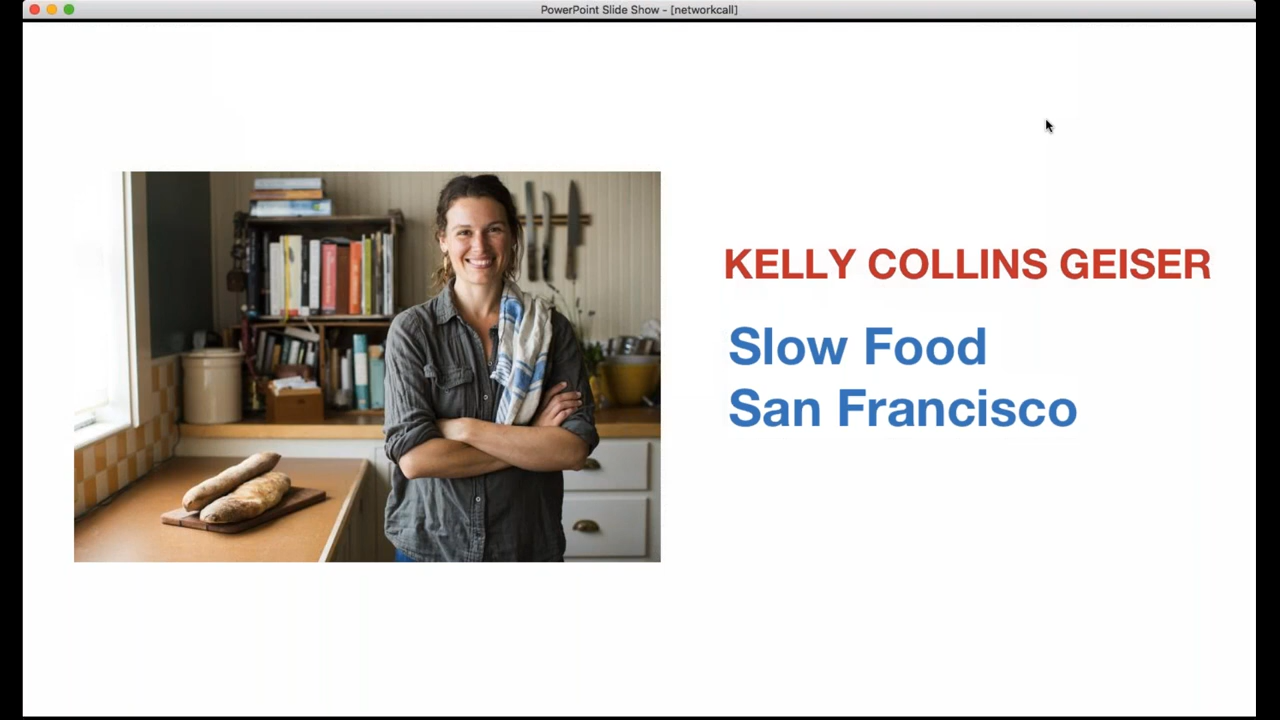 PowerPoint Slide Show - [networkcall]
KELLY COLLINS GEISER
Slow Food
San Francisco